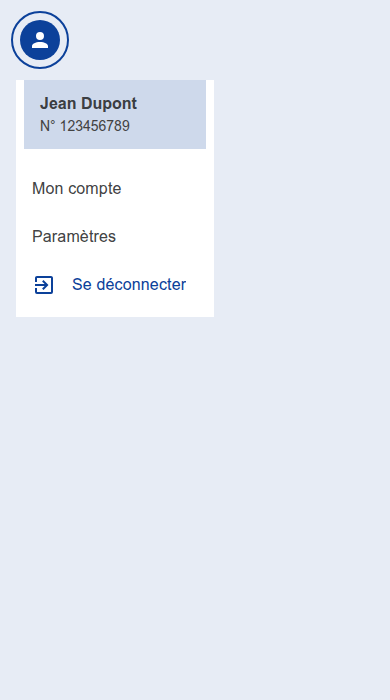 Jean Dupont
N° 123456789
Mon compte
Paramètres
Se déconnecter